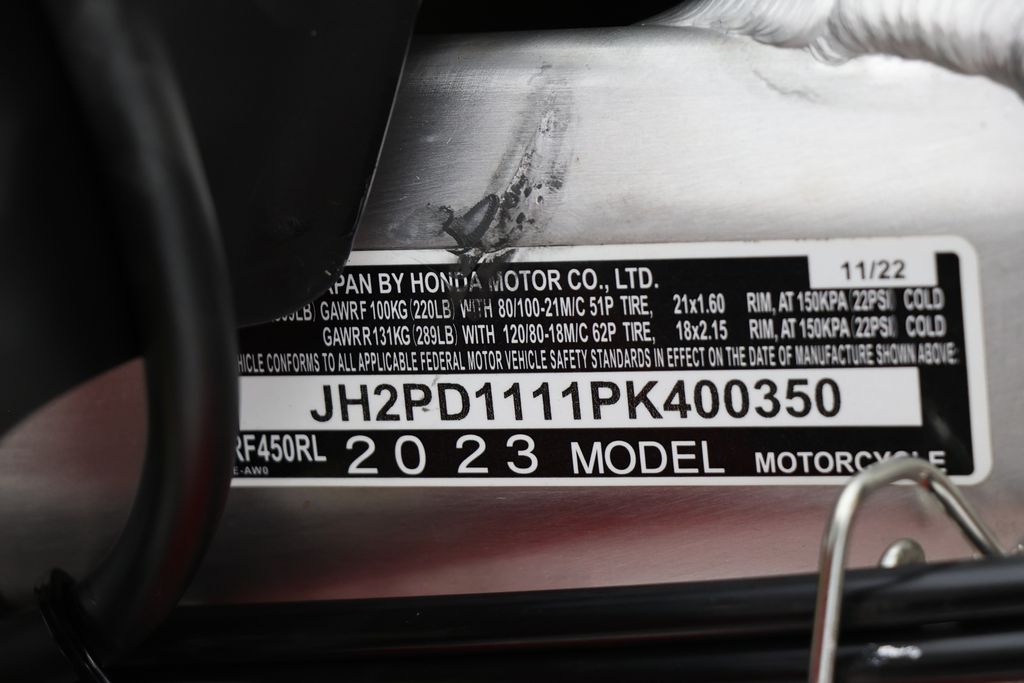 APAN BY HONDA MOTOR CO., LTD. 11/22
LB) GAWRF 100KG (220LB) WITH 80/100-21M/C 51P TIRE, 21x1.60 RIM, AT 150KPA (22PSI) COLD
GAWRR 131KG (289LB) WITH 120/80-18M/C 62P TIRE, 18x2.15 RIM, AT 150KPA (22PSI) COLD
HICLE CONFORMS TO ALL APPLICABLE FEDERAL MOTOR VEHICLE SAFETY STANDARDS IN EFFECT ON THE DATE OF MANUFACTURE SHOWN ABOVE.
JH2PD1111PK400350
RF450RL 2023 MODEL MOTORCYCLE
E-AW0